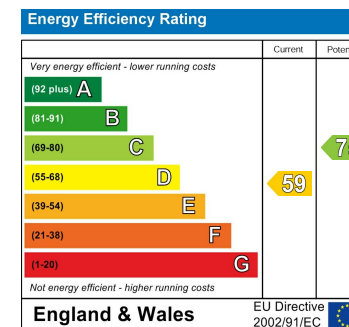 Energy Efficiency Rating
Current
Very energy efficient - lower running costs
(92 plus) A
(81-91) B
(69-80) C
(55-68) D
59
(39-54) E
(21-38) F
(1-20) G
Not energy efficient - higher running costs
England & Wales
EU Directive
2002/91/EC